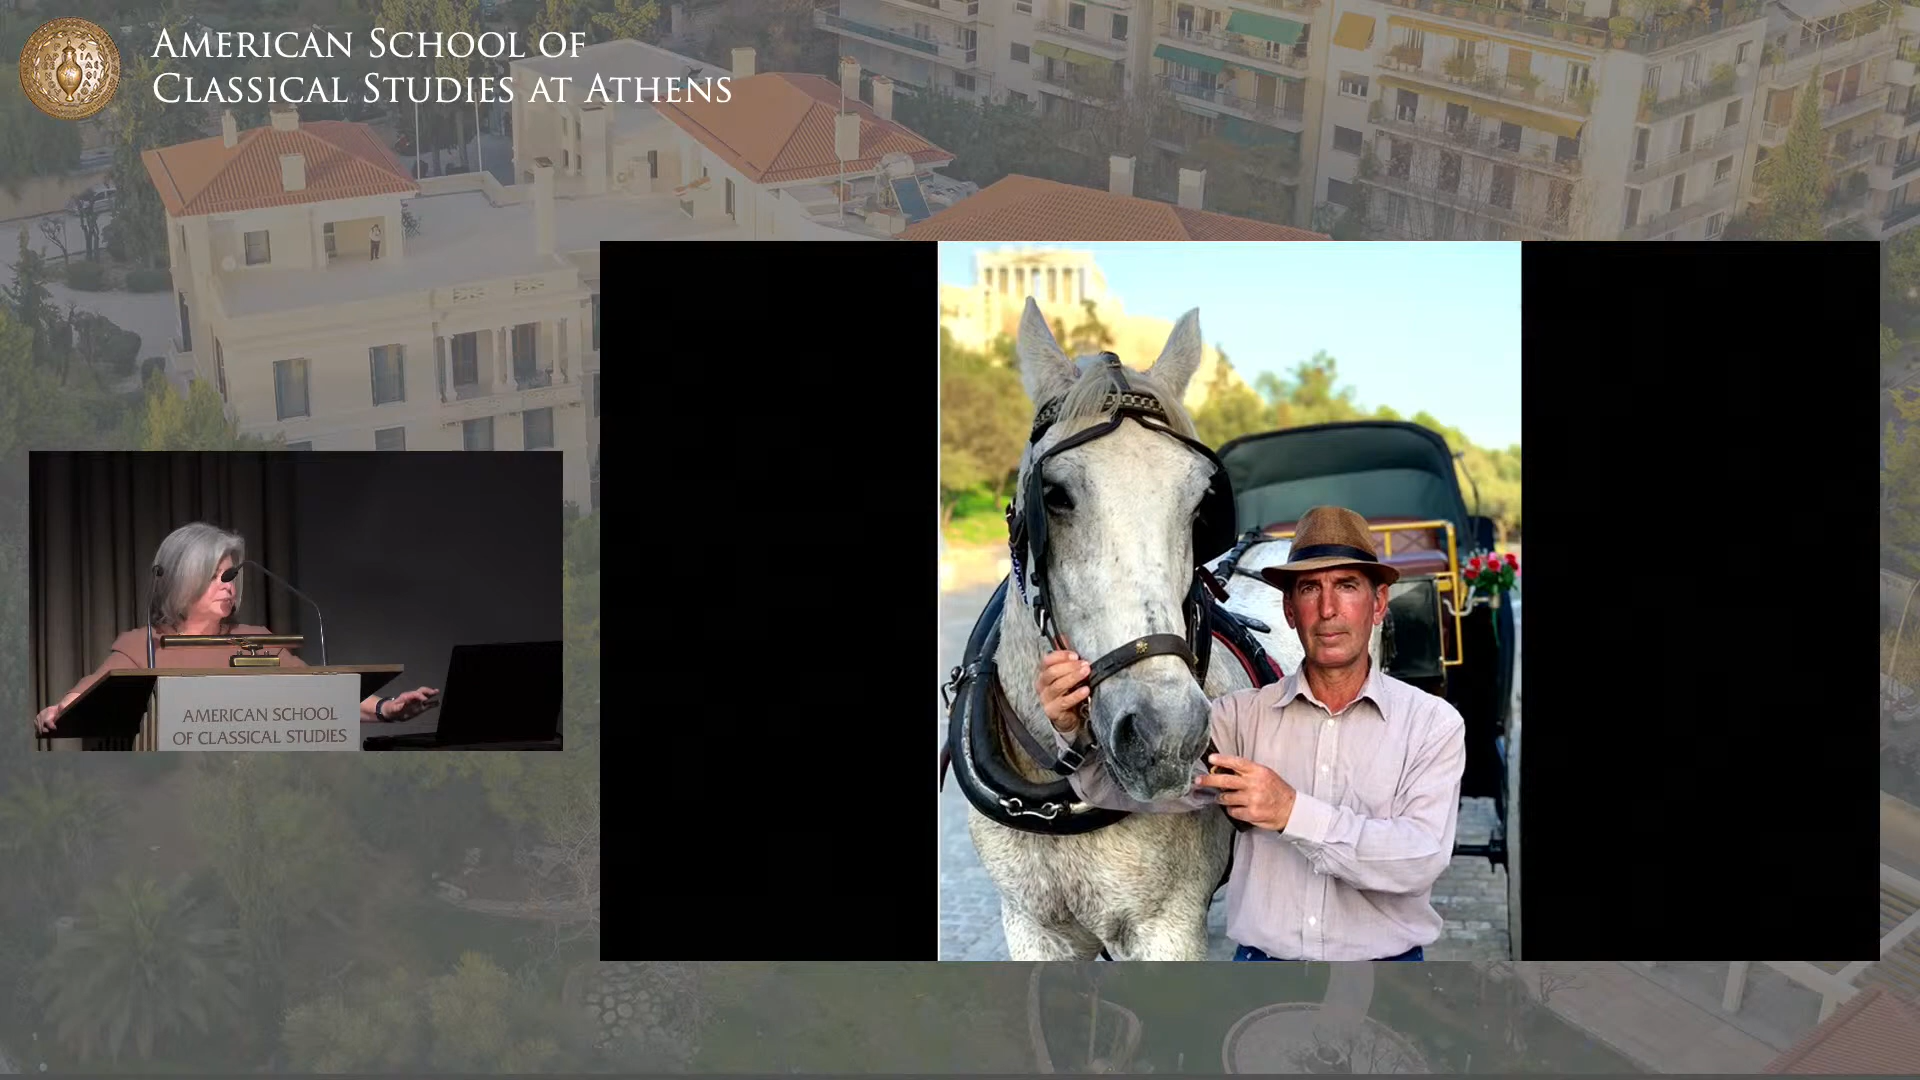 AMERICAN SCHOOL OF
CLASSICAL STUDIES AT ATHENS
AMERICAN SCHOOL
OF CLASSICAL STUDIES